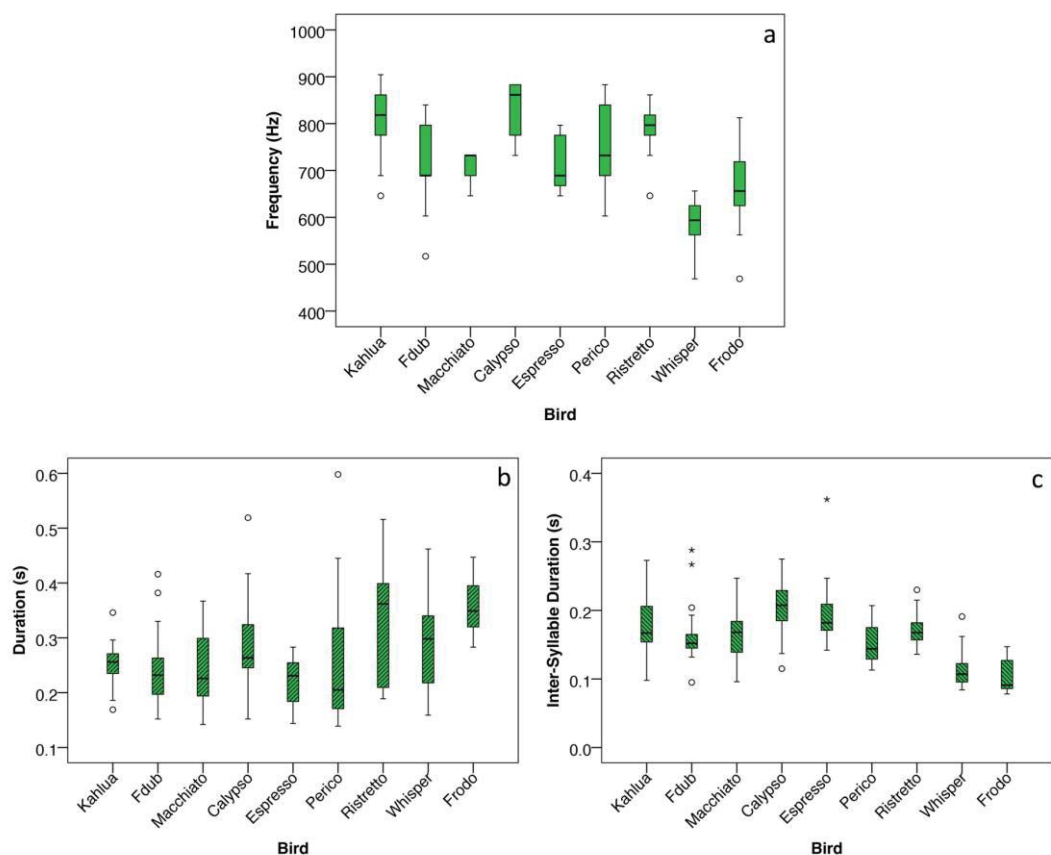 a
1000
900
800
700
600
500
400
Frequency (Hz)
Kahlua
Fdub
Macchiato
Calypso
Espresso
Perico
Ristretto
Whisper
Frodo
Bird
b
0.6
0.5
0.4
0.3
0.2
0.1
Duration (s)
Kahlua
Fdub
Macchiato
Calypso
Espresso
Perico
Ristretto
Whisper
Frodo
Bird
c
0.4
0.3
0.2
0.1
0.0
Inter-Syllable Duration (s)
Kahlua
Fdub
Macchiato
Calypso
Espresso
Perico
Ristretto
Whisper
Frodo
Bird